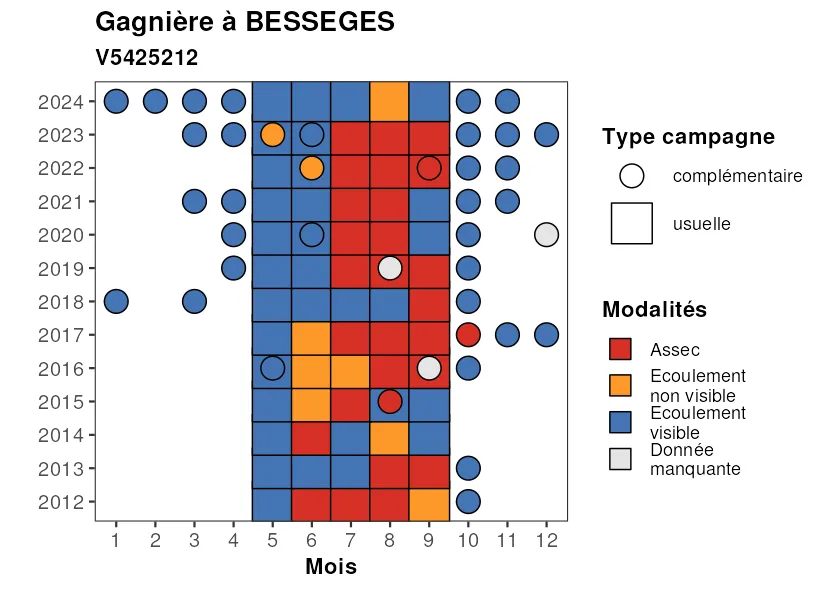 Gagnière à BESSEGES
V5425212
2024
2023
2022
2021
2020
2019
2018
2017
2016
2015
2014
2013
2012
1 2 3 4 5 6 7 8 9 10 11 12
Mois
Type campagne
complémentaire
usuelle
Modalités
Assec
Ecoulement
non visible
Ecoulement
visible
Donnée
manquante